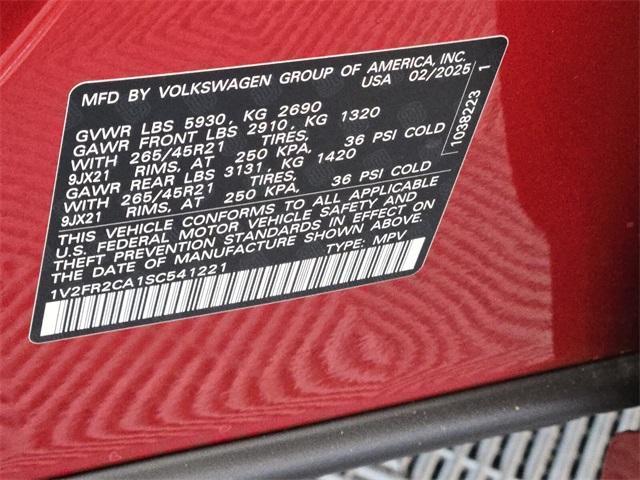 MFD BY VOLKSWAGEN GROUP OF AMERICA, INC.
USA 02/2025
GVWR LBS 5930, KG 2690
GAWR FRONT LBS 2910, KG 1320
WITH 265/45R21 TIRES,
9JX21 RIMS, AT 250 KPA, 36 PSI COLD
GAWR REAR LBS 3131, KG 1420
WITH 265/45R21 TIRES,
9JX21 RIMS, AT 250 KPA, 36 PSI COLD
THIS VEHICLE CONFORMS TO ALL APPLICABLE
U.S. FEDERAL MOTOR VEHICLE SAFETY AND
THEFT PREVENTION STANDARDS IN EFFECT ON
THE DATE OF MANUFACTURE SHOWN ABOVE.
1V2FR2CA1SC541221 TYPE: MPV
1038223 1